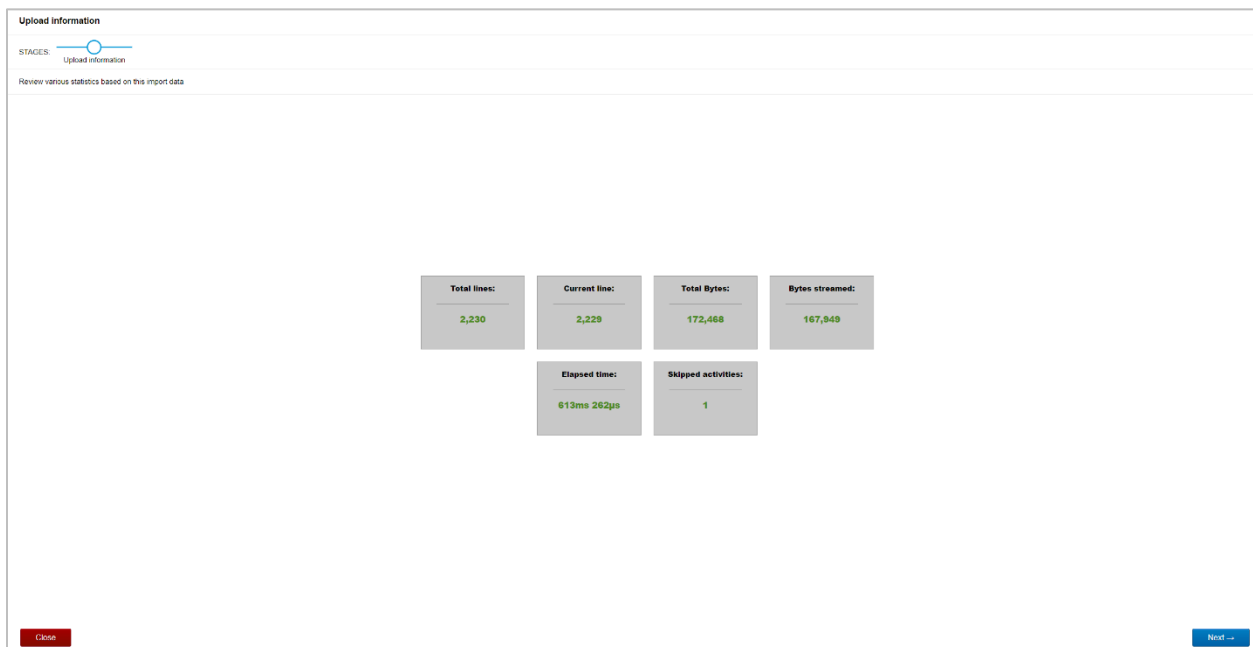 Upload information
STAGES:
Upload information
Review various statistics based on this import data
Total lines:
2,230
Current line:
2,229
Total Bytes:
172,468
Bytes streamed:
167,949
Elapsed time:
613ms 262µs
Skipped activities:
1
Close
Next →